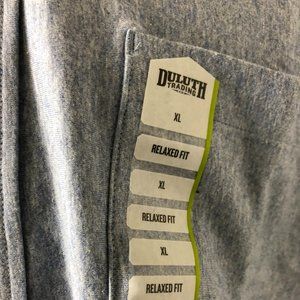 DULUTH
TRADING
XL
RELAXED FIT
XL
RELAXED FIT
XL
RELAXED FIT